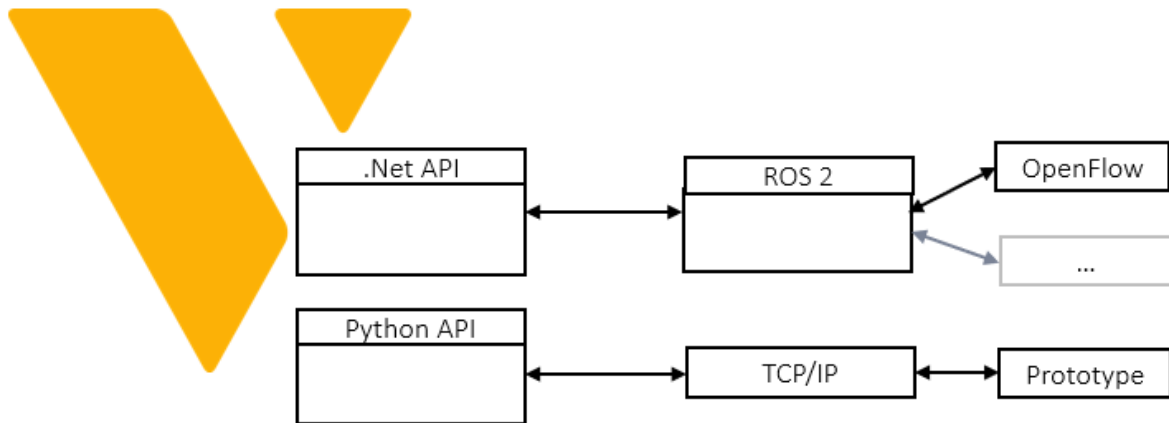 .Net API
ROS 2
OpenFlow
...
Python API
TCP/IP
Prototype